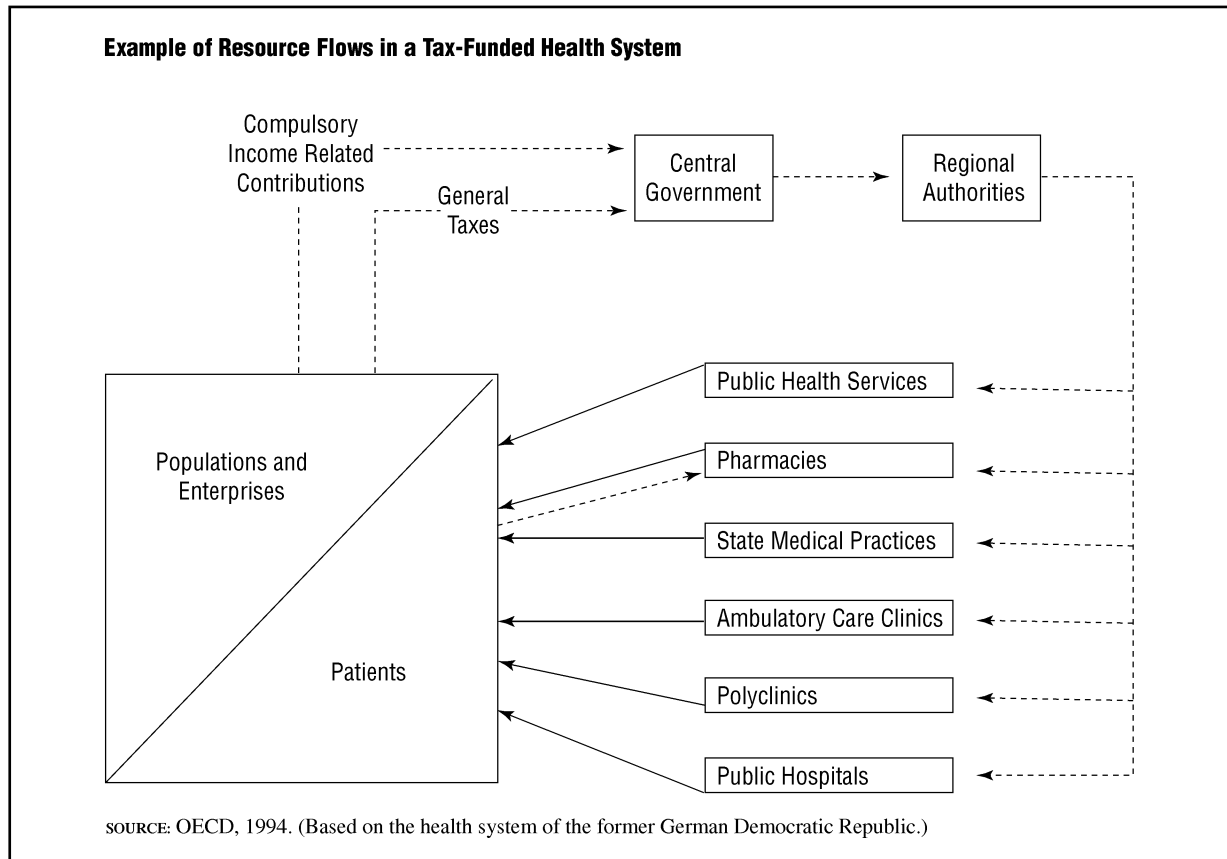 Example of Resource Flows in a Tax-Funded Health System
Compulsory
Income Related
Contributions
General
Taxes
Central
Government
Regional
Authorities
Populations and
Enterprises
Patients
Public Health Services
Pharmacies
State Medical Practices
Ambulatory Care Clinics
Polyclinics
Public Hospitals
SOURCE: OECD, 1994. (Based on the health system of the former German Democratic Republic.)